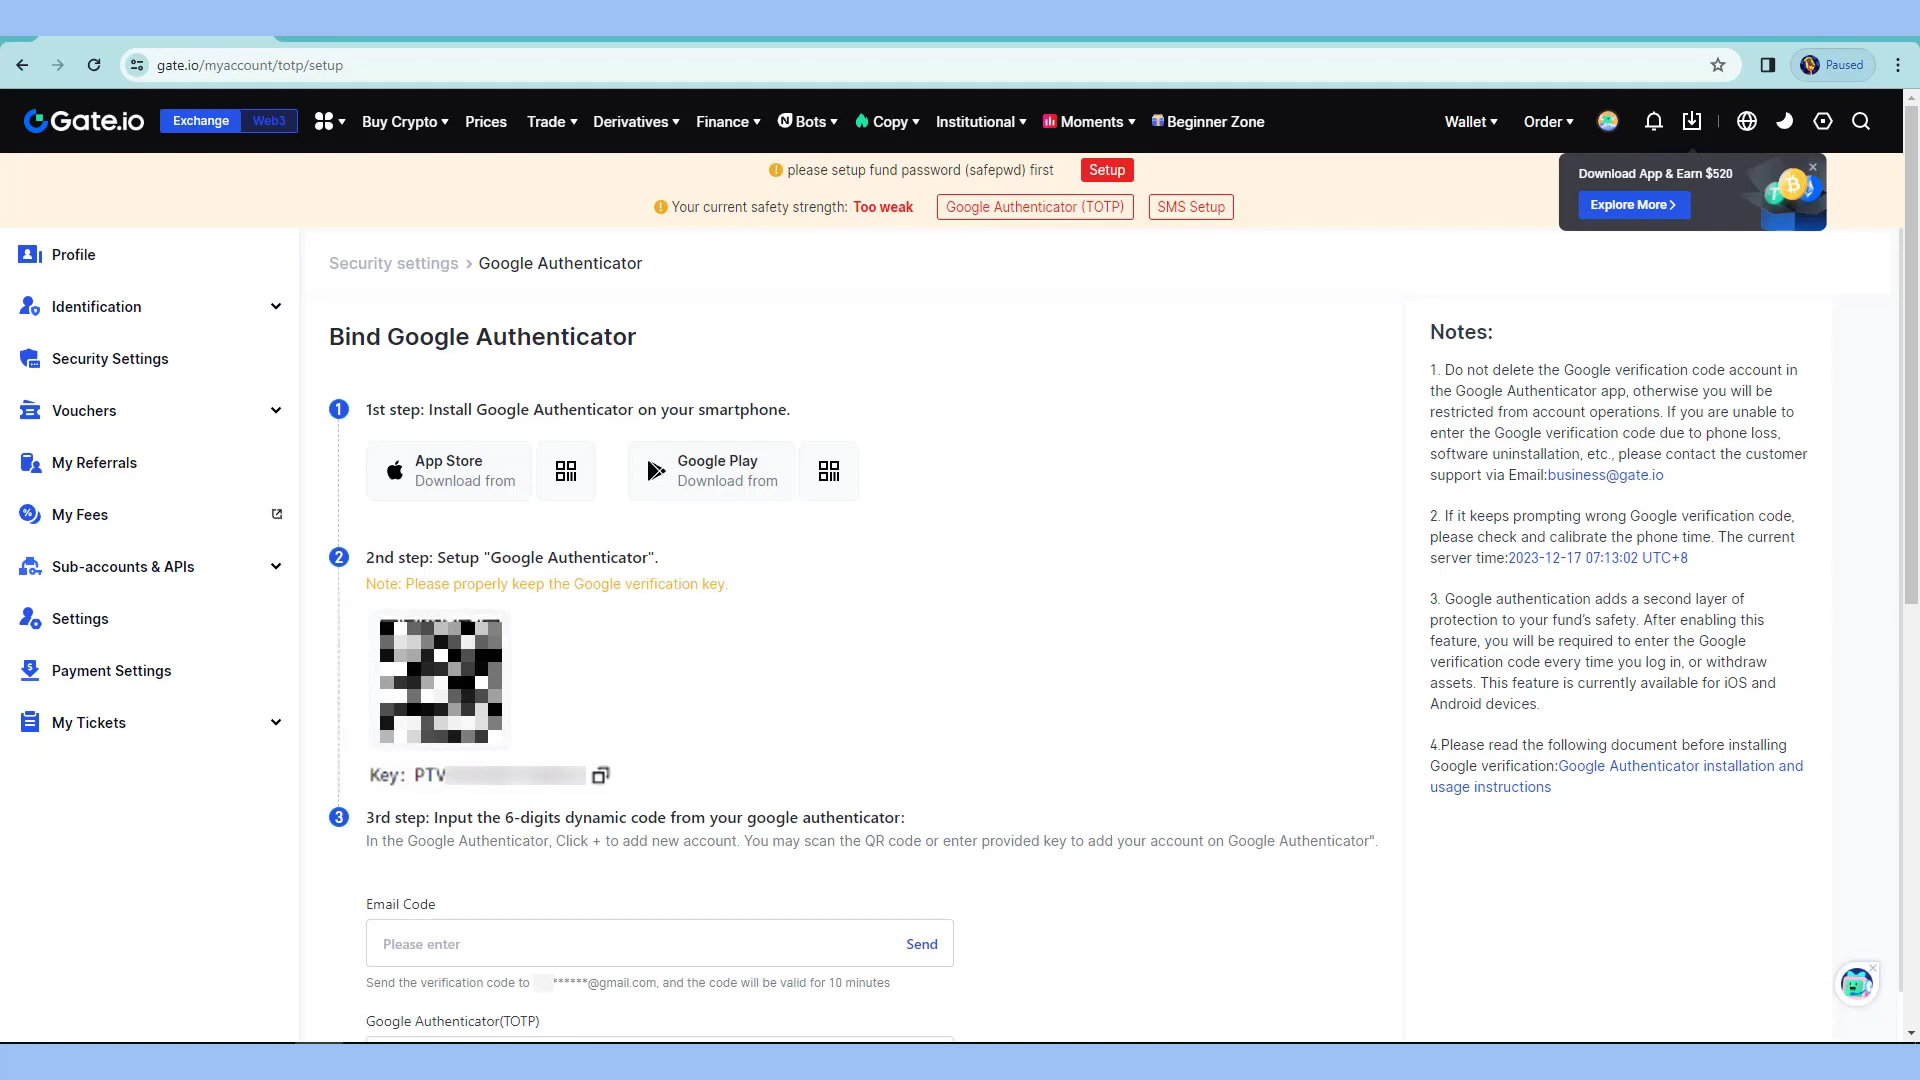 gate.io/myaccount/totp/setup
Paused
Gate.io
Exchange Web3 Buy Crypto Prices Trade Derivatives Finance Bots Copy Institutional Moments Beginner Zone Wallet Order
please setup fund password (safepwd) first Setup
Your current safety strength: Too weak Google Authenticator (TOTP) SMS Setup
Download App & Earn $520
Explore More
Profile
Identification
Security Settings
Vouchers
My Referrals
My Fees
Sub-accounts & APIs
Settings
Payment Settings
My Tickets
Security settings > Google Authenticator
Bind Google Authenticator
1 1st step: Install Google Authenticator on your smartphone.
App Store
Download from
Google Play
Download from
2 2nd step: Setup "Google Authenticator".
Note: Please properly keep the Google verification key.
Key: PTV
3 3rd step: Input the 6-digits dynamic code from your google authenticator:
In the Google Authenticator, Click + to add new account. You may scan the QR code or enter provided key to add your account on Google Authenticator".
Email Code
Please enter Send
Send the verification code to ******@gmail.com, and the code will be valid for 10 minutes
Google Authenticator(TOTP)
Notes:
1. Do not delete the Google verification code account in
the Google Authenticator app, otherwise you will be
restricted from account operations. If you are unable to
enter the Google verification code due to phone loss,
software uninstallation, etc., please contact the customer
support via Email:business@gate.io
2. If it keeps prompting wrong Google verification code,
please check and calibrate the phone time. The current
server time:2023-12-17 07:13:02 UTC+8
3. Google authentication adds a second layer of
protection to your fund's safety. After enabling this
feature, you will be required to enter the Google
verification code every time you log in, or withdraw
assets. This feature is currently available for iOS and
Android devices.
4.Please read the following document before installing
Google verification:Google Authenticator installation and
usage instructions